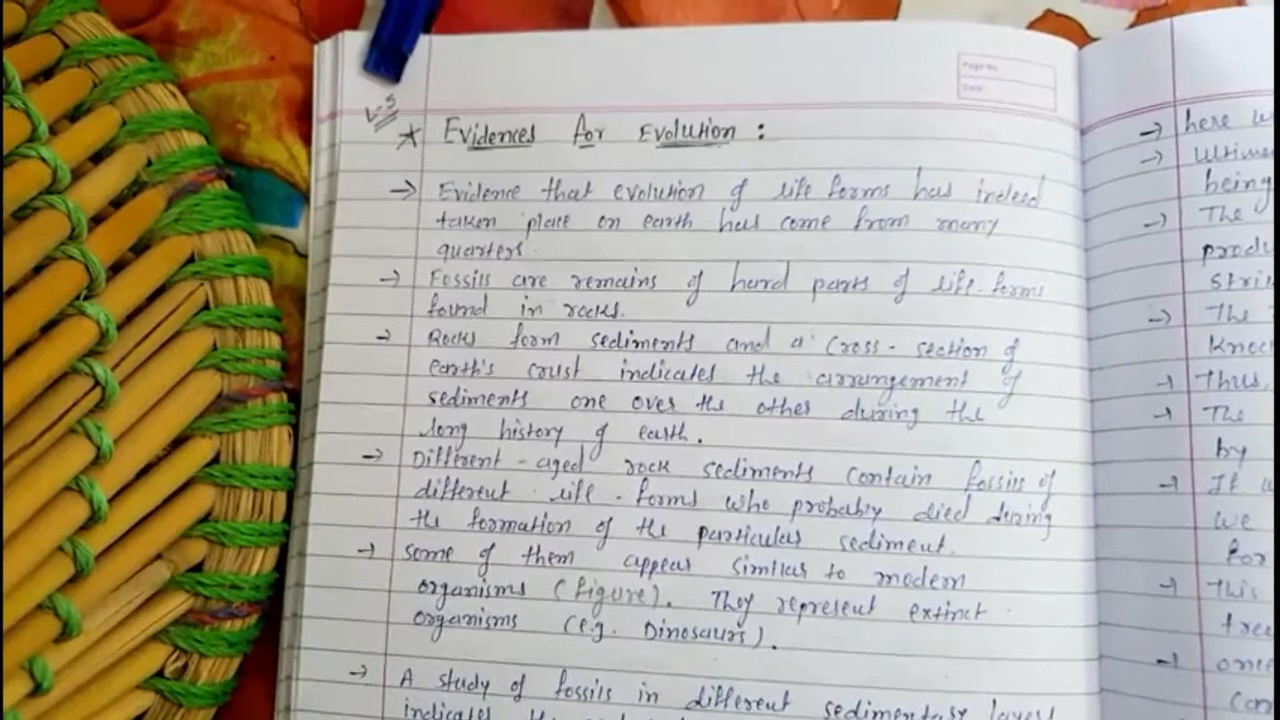 Page No.
Date:
L-5
* Evidences for Evolution :
→ Evidence that evolution of life forms has indeed
taken place on earth has come from many
quarters.
→ Fossils are remains of hard parts of life-forms
found in rocks.
→ Rocks form sediments and a cross-section of
earth's crust indicates the arrangement of
sediments one over the other during the
long history of earth.
→ Different-aged rock sediments contain fossils of
different life-forms who probably died during
the formation of the particular sediment.
→ some of them appear similar to modern
organisms (figure). They represent extinct
organisms (e.g. Dinosaurs).
→ A study of fossils in different sedimentary layers
indicates
→ here
→
being
→ The
→ The
→ Thus,
→ The
by
→ If
we
for
→ This
tree
→ once